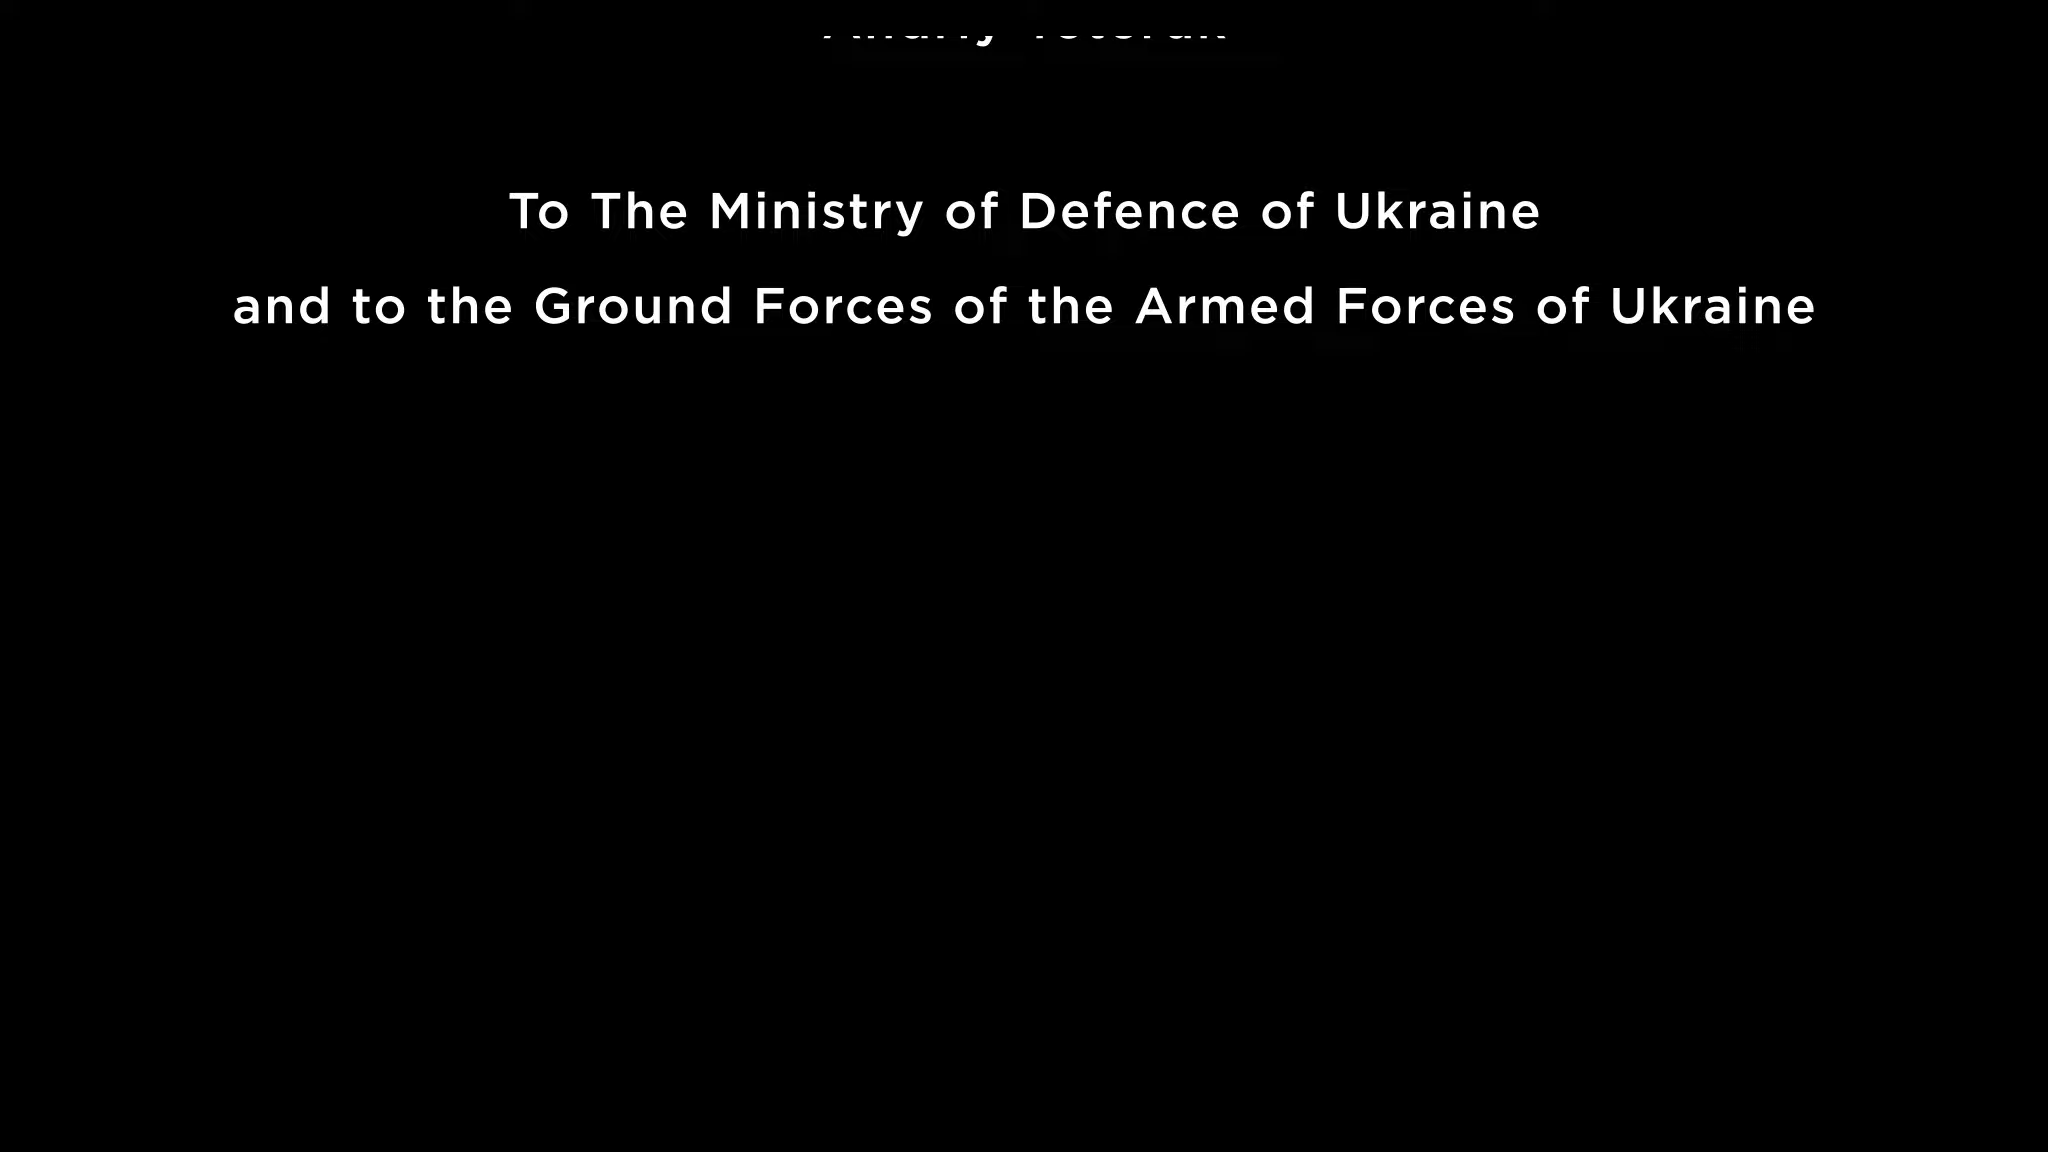 To The Ministry of Defence of Ukraine
and to the Ground Forces of the Armed Forces of Ukraine